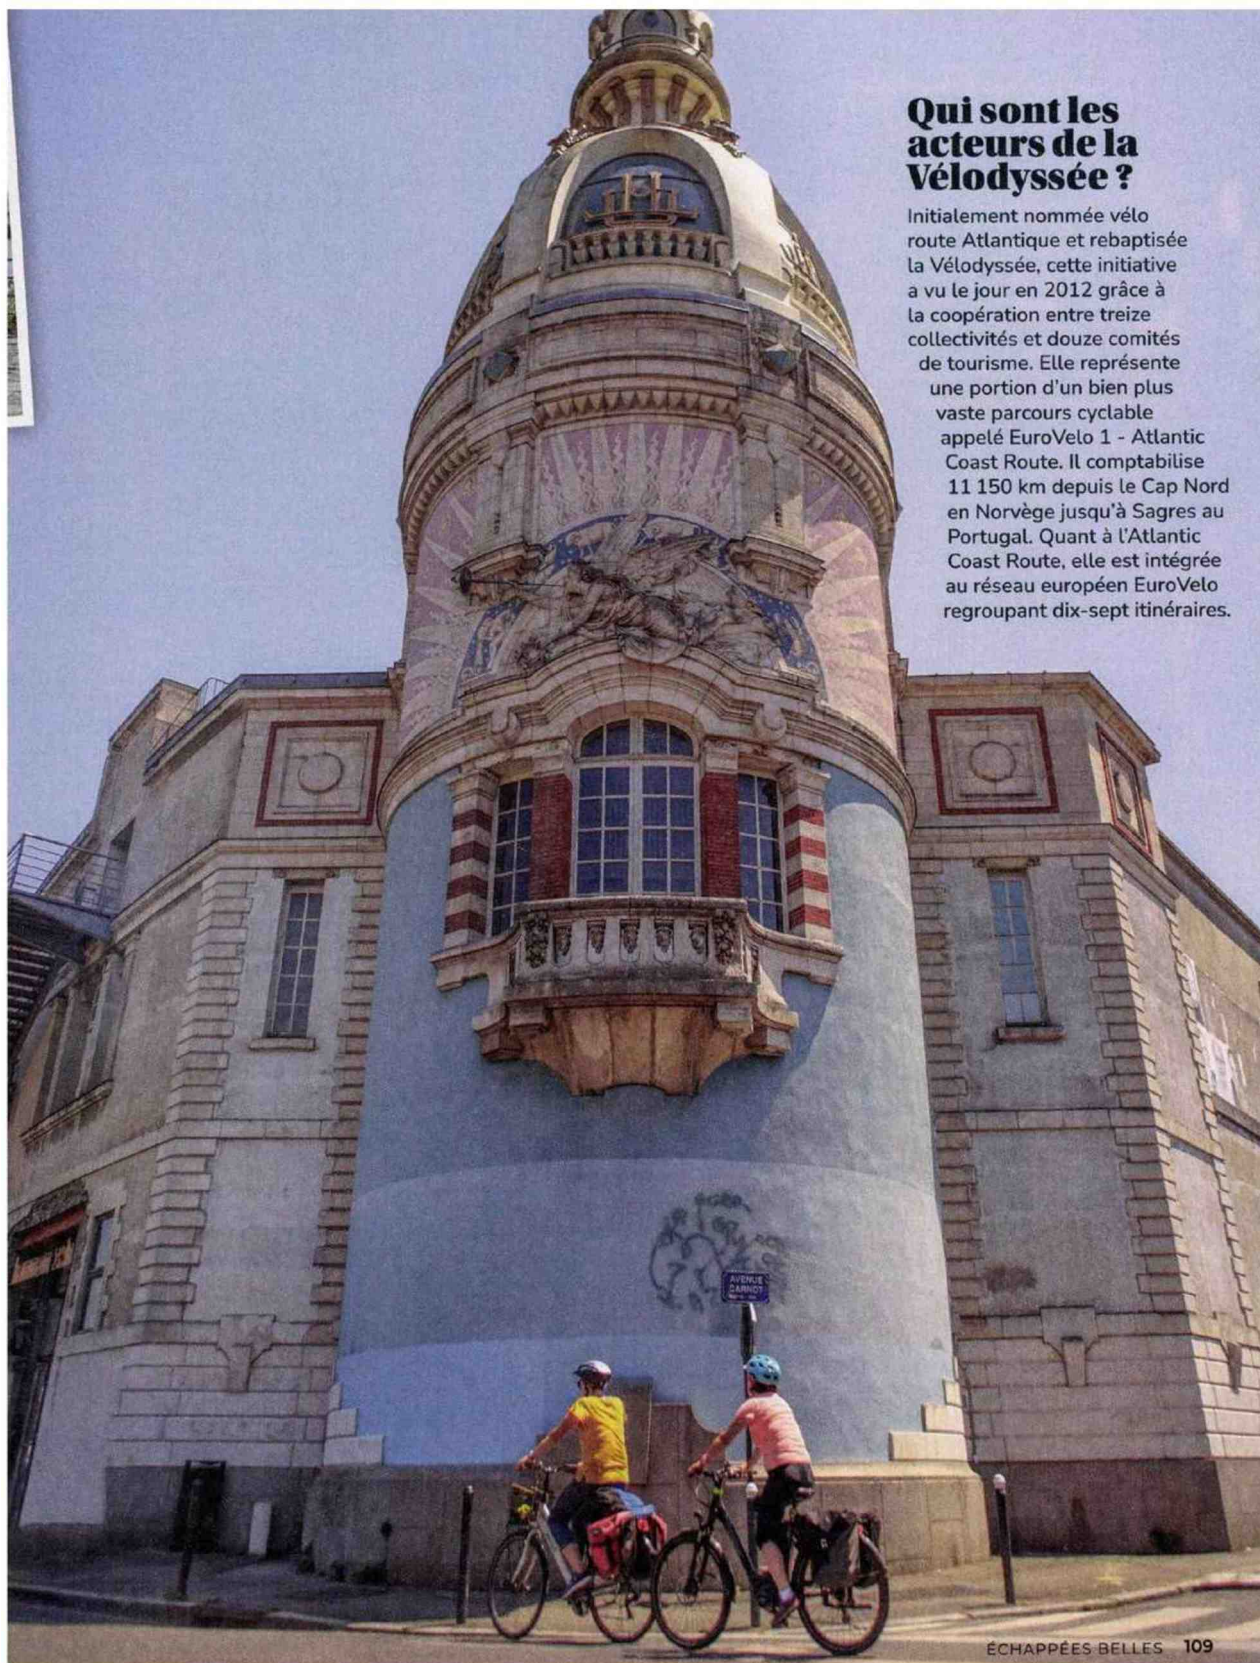 Qui sont les
acteurs de la
Vélodyssée ?
Initialement nommée vélo
route Atlantique et rebaptisée
la Vélodyssée, cette initiative
a vu le jour en 2012 grâce à
la coopération entre treize
collectivités et douze comités
de tourisme. Elle représente
une portion d'un bien plus
vaste parcours cyclable
appelé EuroVelo 1 - Atlantic
Coast Route. Il comptabilise
11 150 km depuis le Cap Nord
en Norvège jusqu'à Sagres au
Portugal. Quant à l'Atlantic
Coast Route, elle est intégrée
au réseau européen EuroVelo
regroupant dix-sept itinéraires.
AVENUE
CARNOT
ÉCHAPPÉES BELLES 109